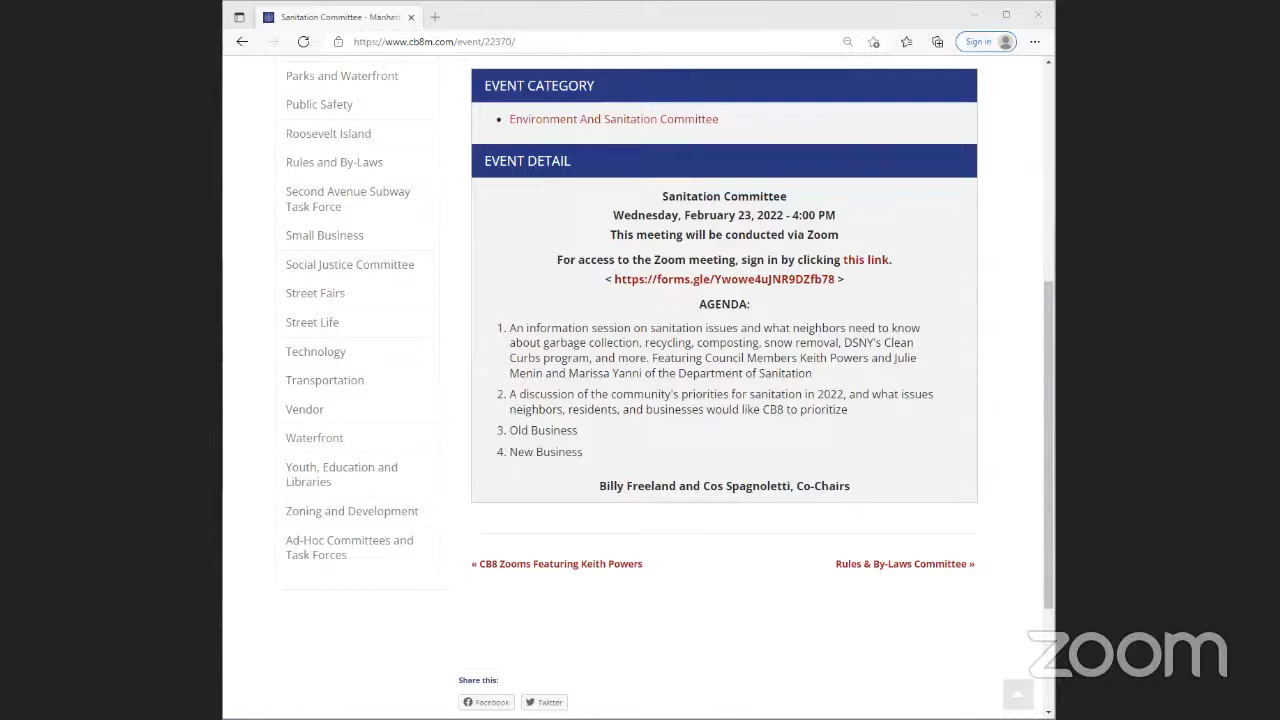 Sanitation Committee - Manhatt
https://www.cb8m.com/event/22370/
Sign in
Parks and Waterfront
Public Safety
Roosevelt Island
Rules and By-Laws
Second Avenue Subway
Task Force
Small Business
Social Justice Committee
Street Fairs
Street Life
Technology
Transportation
Vendor
Waterfront
Youth, Education and
Libraries
Zoning and Development
Ad-Hoc Committees and
Task Forces
EVENT CATEGORY
• Environment And Sanitation Committee
EVENT DETAIL
Sanitation Committee
Wednesday, February 23, 2022 - 4:00 PM
This meeting will be conducted via Zoom
For access to the Zoom meeting, sign in by clicking this link.
< https://forms.gle/Ywowe4uJNR9DZfb78 >
AGENDA:
1. An information session on sanitation issues and what neighbors need to know
about garbage collection, recycling, composting, snow removal, DSNY's Clean
Curbs program, and more. Featuring Council Members Keith Powers and Julie
Menin and Marissa Yanni of the Department of Sanitation
2. A discussion of the community's priorities for sanitation in 2022, and what issues
neighbors, residents, and businesses would like CB8 to prioritize
3. Old Business
4. New Business
Billy Freeland and Cos Spagnoletti, Co-Chairs
« CB8 Zooms Featuring Keith Powers
Rules & By-Laws Committee »
Share this:
Facebook
Twitter
zoom